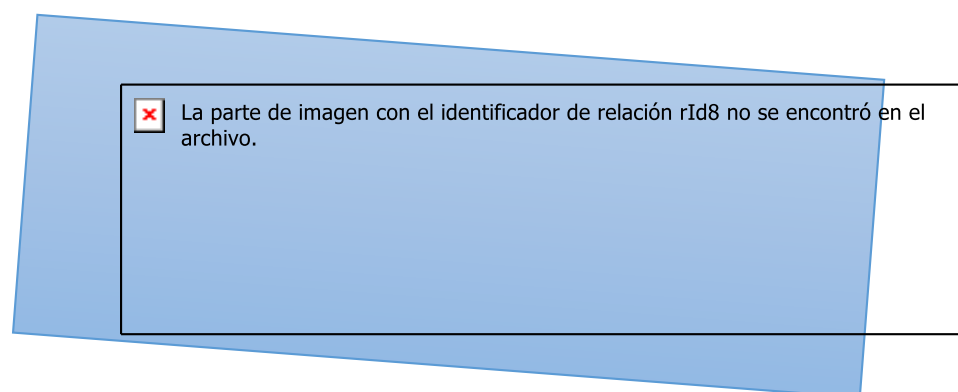 La parte de imagen con el identificador de relación rId8 no se encontró en el
archivo.